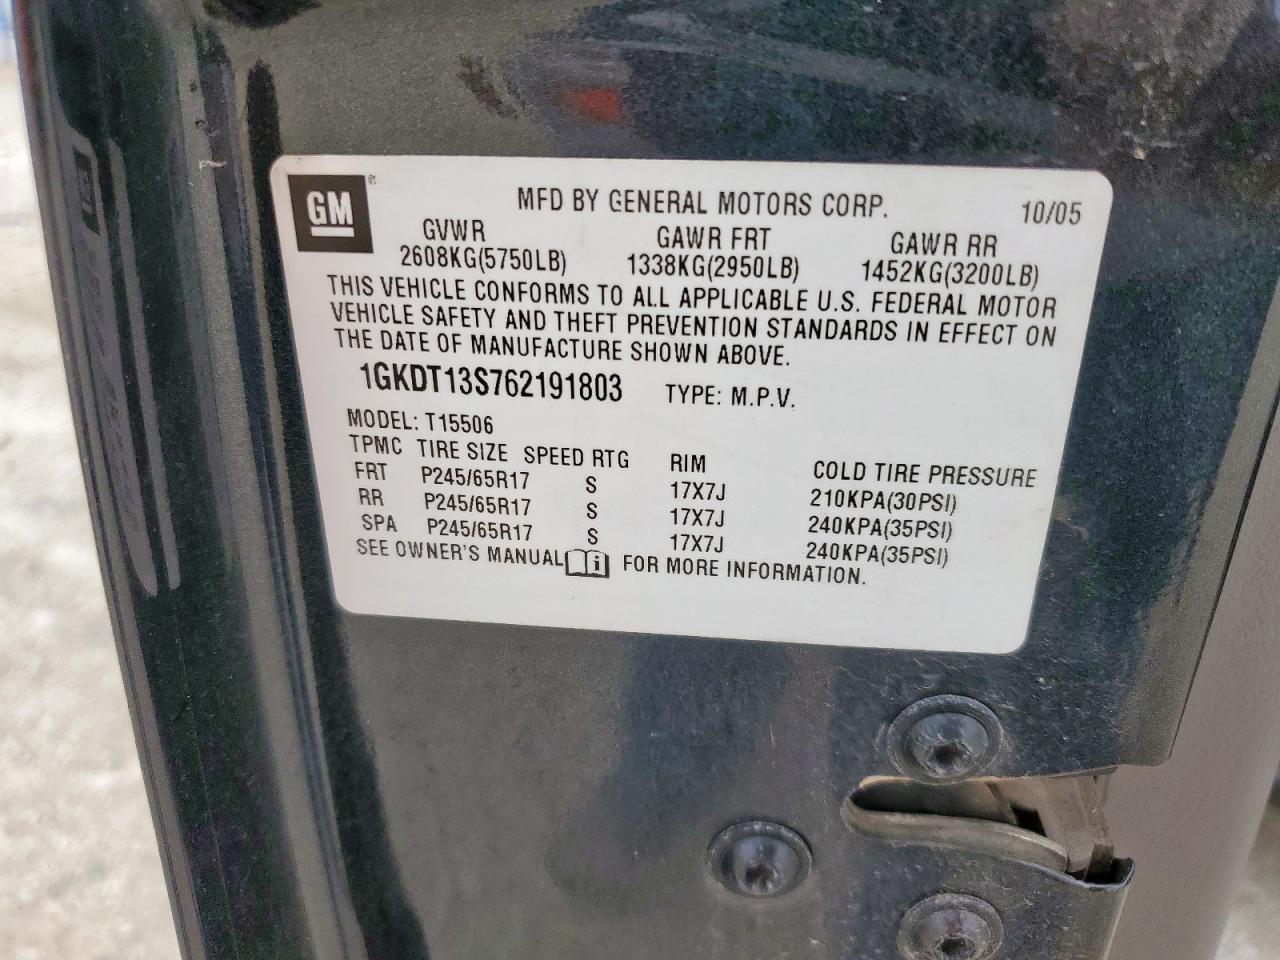 GM ®
MFD BY GENERAL MOTORS CORP. 10/05
GVWR GAWR FRT GAWR RR
2608KG(5750LB) 1338KG(2950LB) 1452KG(3200LB)
THIS VEHICLE CONFORMS TO ALL APPLICABLE U.S. FEDERAL MOTOR
VEHICLE SAFETY AND THEFT PREVENTION STANDARDS IN EFFECT ON
THE DATE OF MANUFACTURE SHOWN ABOVE.
1GKDT13S762191803 TYPE: M.P.V.
MODEL: T15506
TPMC TIRE SIZE SPEED RTG RIM COLD TIRE PRESSURE
FRT P245/65R17 S 17X7J 210KPA(30PSI)
RR P245/65R17 S 17X7J 240KPA(35PSI)
SPA P245/65R17 S 17X7J 240KPA(35PSI)
SEE OWNER'S MANUAL i FOR MORE INFORMATION.